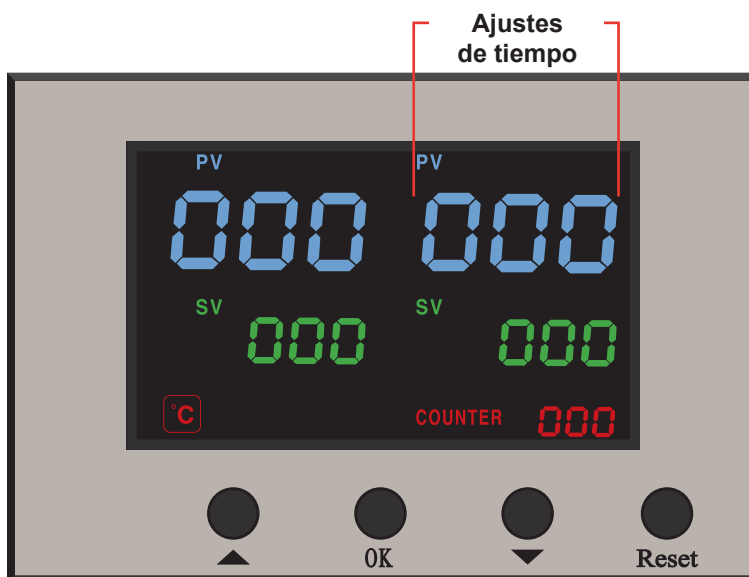 Ajustes
de tiempo
PV PV
000 000
SV SV
000 000
°C COUNTER 000
OK Reset